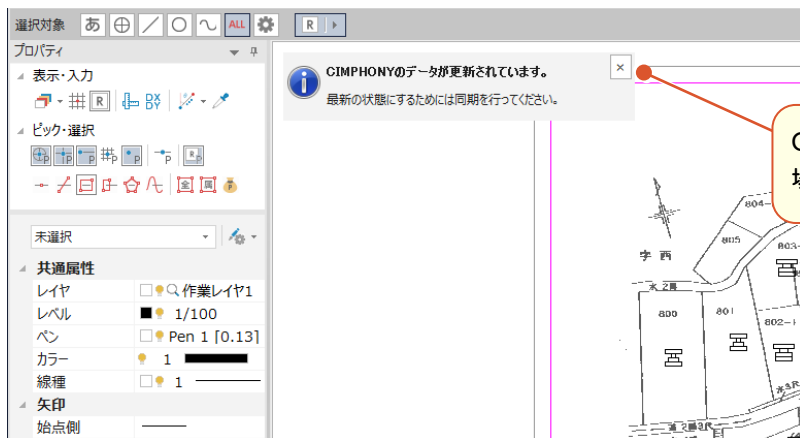 選択対象 あ ALL R
プロパティ
表示・入力
R
ピック・選択
未選択
共通属性
レイヤ 作業レイヤ1
レベル 1/100
ペン Pen 1 [0.13]
カラー 1
線種 1
矢印
始点側
CIMPHONYのデータが更新されています。
最新の状態にするためには同期を行ってください。
804-
805
803-
字西
水2号
800
801
802-1